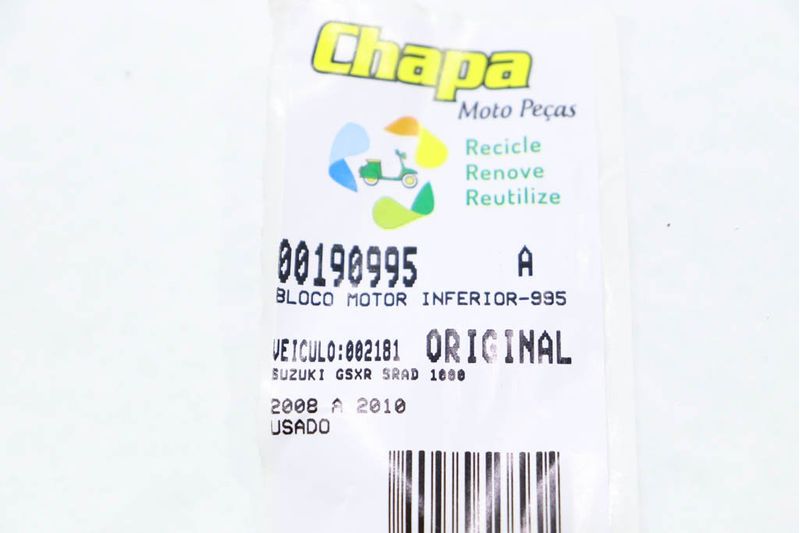 Chapa
Moto Peças
Recicle
Renove
Reutilize
00190995 A
BLOCO MOTOR INFERIOR-995
VEICULO:002181 ORIGINAL
SUZUKI GSXR SRAD 1000
2008 A 2010
USADO